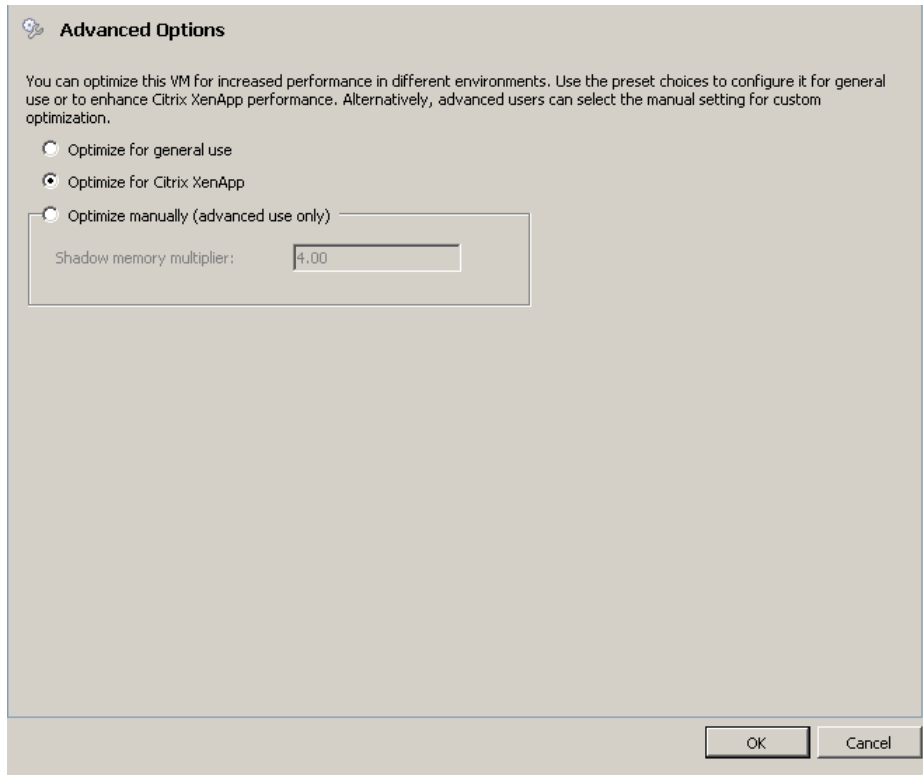 Advanced Options
You can optimize this VM for increased performance in different environments. Use the preset choices to configure it for general
use or to enhance Citrix XenApp performance. Alternatively, advanced users can select the manual setting for custom
optimization.
Optimize for general use
Optimize for Citrix XenApp
Optimize manually (advanced use only)
Shadow memory multiplier: 4.00
OK Cancel